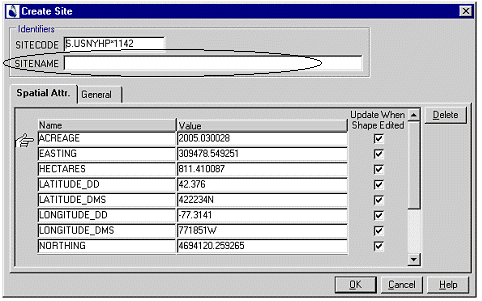 Create Site
Identifiers
SITECODE S.USNYHP*1142
SITENAME
Spatial Attr. General
Update When
Shape Edited
Delete
Name Value
ACREAGE 2005.030028
EASTING 309478.549251
HECTARES 811.410087
LATITUDE_DD 42.376
LATITUDE_DMS 422234N
LONGITUDE_DD -77.3141
LONGITUDE_DMS 771851W
NORTHING 4694120.259265
OK Cancel Help